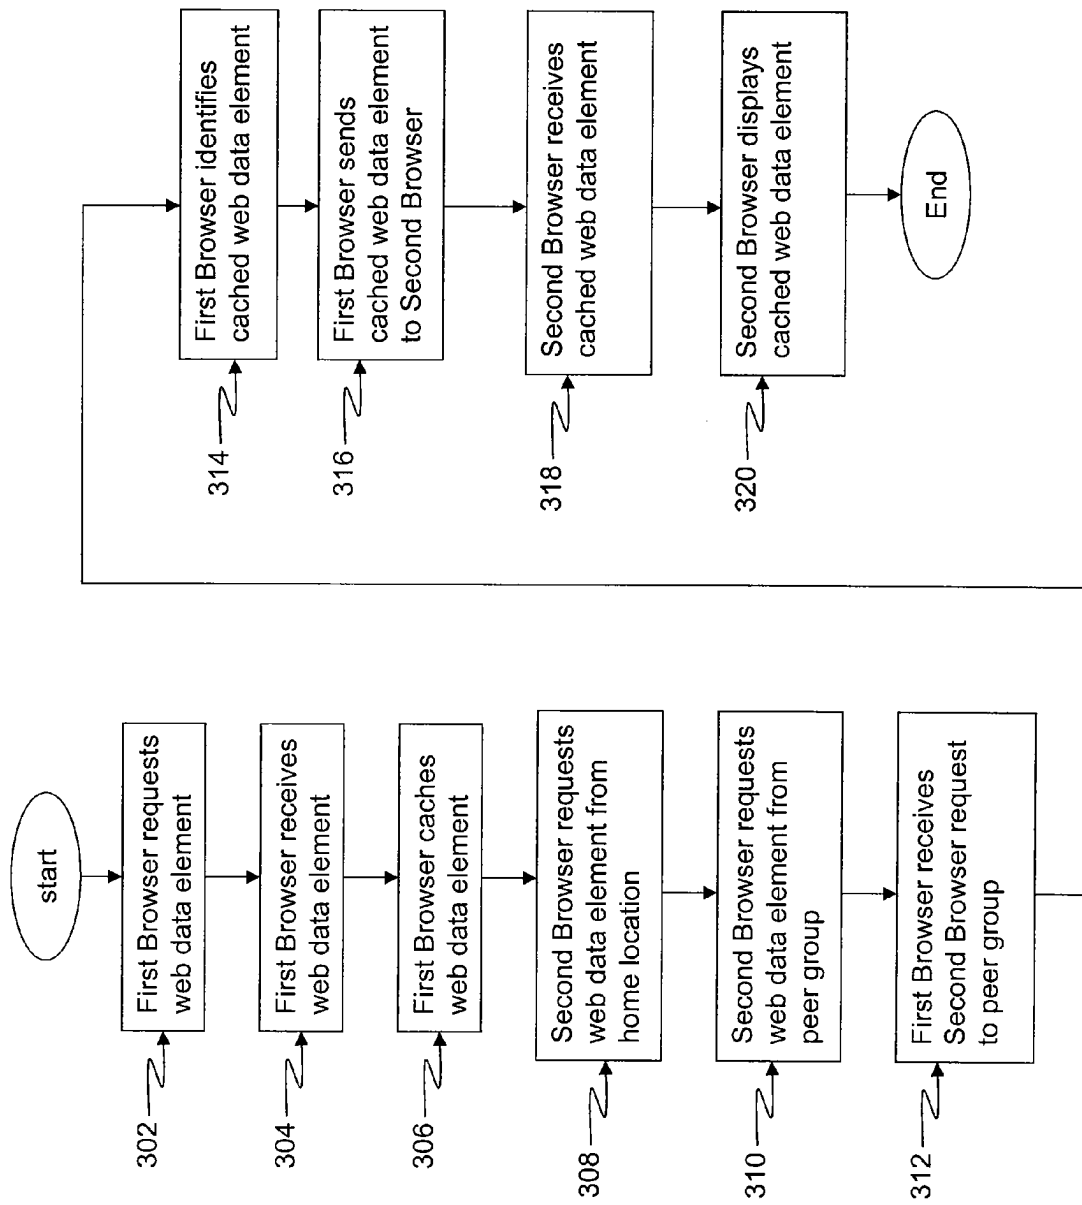 start
302
First Browser requests
web data element
304
First Browser receives
web data element
306
First Browser caches
web data element
308
Second Browser requests
web data element from
home location
310
Second Browser requests
web data element from
peer group
312
First Browser receives
Second Browser request
to peer group
314
First Browser identifies
cached web data element
316
First Browser sends
cached web data element
to Second Browser
318
Second Browser receives
cached web data element
320
Second Browser displays
cached web data element
End